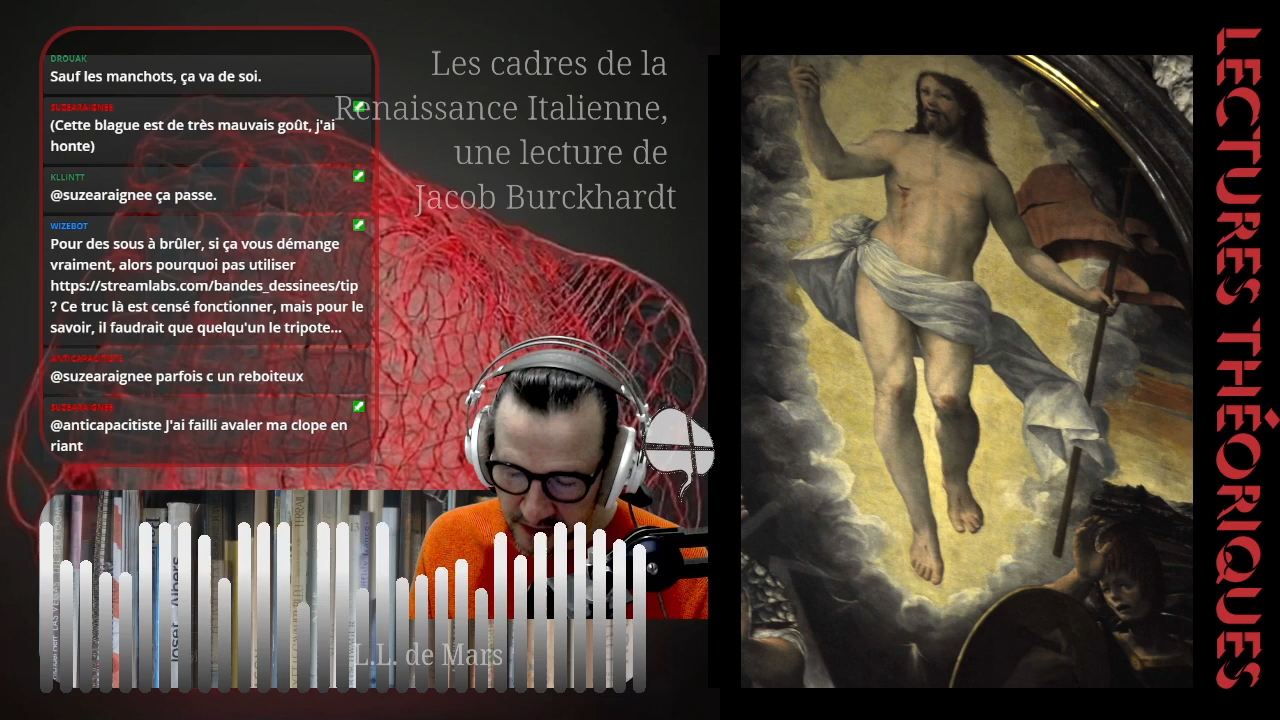 DROUAK
Sauf les manchots, ça va de soi.
SUZEARAIGNEE
(Cette blague est de très mauvais goût, j'ai
honte)
KLLINTT
@suzearaignee ça passe.
WIZEBOT
Pour des sous à brûler, si ça vous démange
vraiment, alors pourquoi pas utiliser
https://streamlabs.com/bandes_dessinees/tip
? Ce truc là est censé fonctionner, mais pour le
savoir, il faudrait que quelqu'un le tripote...
ANTICAPACITISTE
@suzearaignee parfois c un reboiteux
SUZEARAIGNEE
@anticapacitiste J'ai failli avaler ma clope en
riant
Les cadres de la
Renaissance Italienne,
une lecture de
Jacob Burckhardt
Josef Albers
L.L. de Mars
LECTURES THÉORIQUES